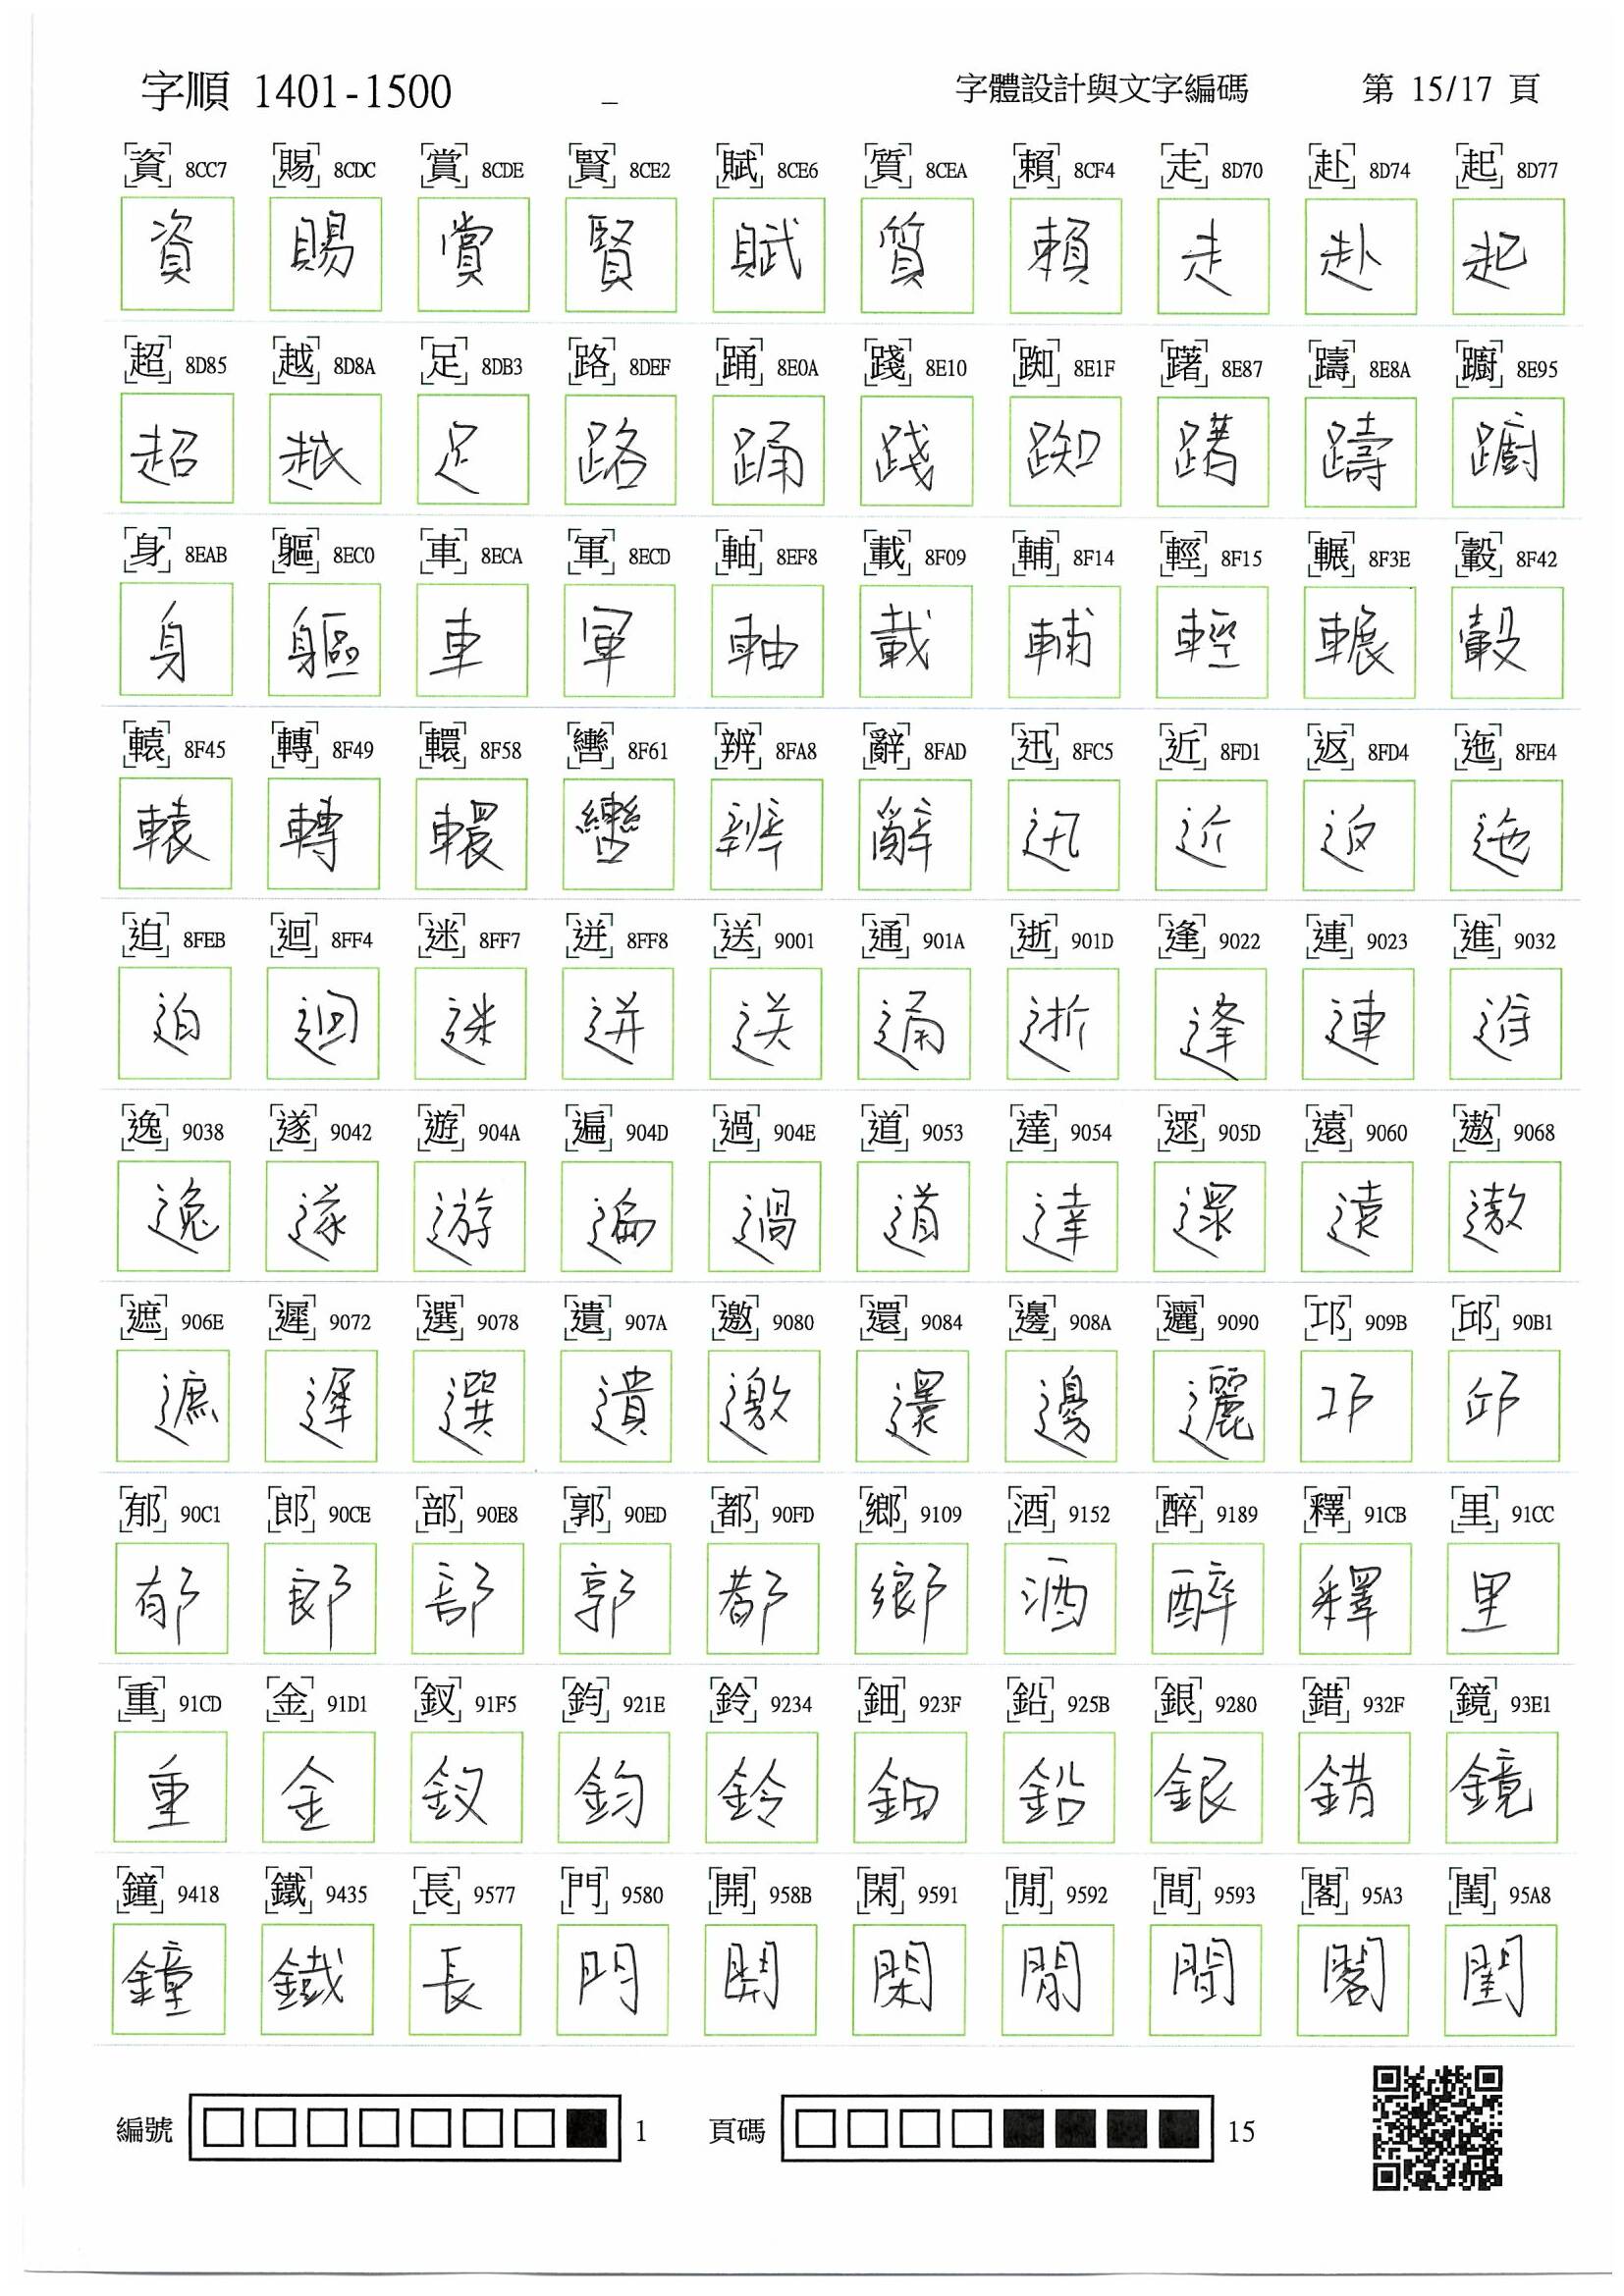 字順 1401-1500 _ 字體設計與文字編碼 第 15/17 頁
資 8CC7 賜 8CDC 賞 8CDE 賢 8CE2 賦 8CE6 質 8CEA 賴 8CF4 走 8D70 赴 8D74 起 8D77
資 賜 賞 賢 賦 質 賴 走 赴 起
超 8D85 越 8D8A 足 8DB3 路 8DEF 踊 8E0A 踐 8E10 踟 8E1F 躇 8E87 躊 8E8A 躕 8E95
超 越 足 路 踊 踐 踟 躇 躊 躕
身 8EAB 軀 8EC0 車 8ECA 軍 8ECD 軸 8EF8 載 8F09 輔 8F14 輕 8F15 輾 8F3E 轂 8F42
身 軀 車 軍 軸 載 輔 輕 輾 轂
轅 8F45 轉 8F49 轘 8F58 轡 8F61 辨 8FA8 辭 8FAD 迅 8FC5 近 8FD1 返 8FD4 迤 8FE4
轅 轉 轘 轡 辨 辭 迅 近 返 迤
迫 8FEB 迴 8FF4 迷 8FF7 迸 8FF8 送 9001 通 901A 逝 901D 逢 9022 連 9023 進 9032
迫 迴 迷 迸 送 通 逝 逢 連 進
逸 9038 遂 9042 遊 904A 遍 904D 過 904E 道 9053 達 9054 遝 905D 遠 9060 遨 9068
逸 遂 遊 遍 過 道 達 遝 遠 遨
遮 906E 遲 9072 選 9078 遺 907A 邀 9080 還 9084 邊 908A 邐 9090 邛 909B 邱 90B1
遮 遲 選 遺 邀 還 邊 邐 邛 邱
郁 90C1 郎 90CE 部 90E8 郭 90ED 都 90FD 鄉 9109 酒 9152 醉 9189 釋 91CB 里 91CC
郁 郎 部 郭 都 鄉 酒 醉 釋 里
重 91CD 金 91D1 釵 91F5 鈞 921E 鈴 9234 鈿 923F 鉛 925B 銀 9280 錯 932F 鏡 93E1
重 金 釵 鈞 鈴 鈿 鉛 銀 錯 鏡
鐘 9418 鐵 9435 長 9577 門 9580 開 958B 閑 9591 閒 9592 間 9593 閣 95A3 閨 95A8
鐘 鐵 長 門 開 閑 閒 間 閣 閨
編號 1 頁碼 15